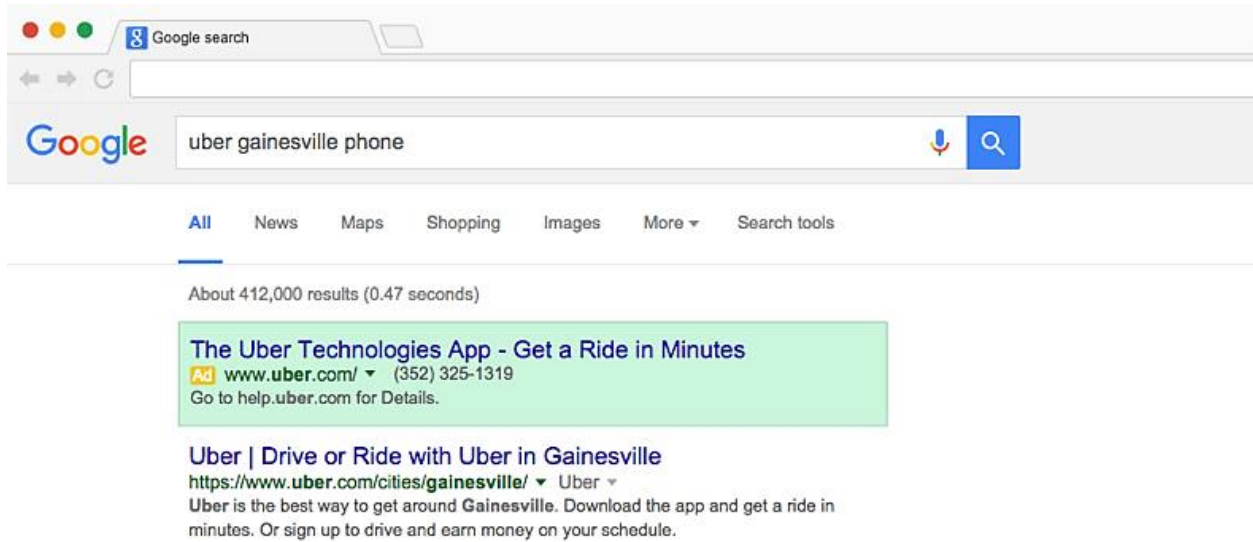 Google search
Google
uber gainesville phone
All News Maps Shopping Images More Search tools
About 412,000 results (0.47 seconds)
The Uber Technologies App - Get a Ride in Minutes
Ad www.uber.com/ (352) 325-1319
Go to help.uber.com for Details.
Uber | Drive or Ride with Uber in Gainesville
https://www.uber.com/cities/gainesville/ Uber
Uber is the best way to get around Gainesville. Download the app and get a ride in
minutes. Or sign up to drive and earn money on your schedule.